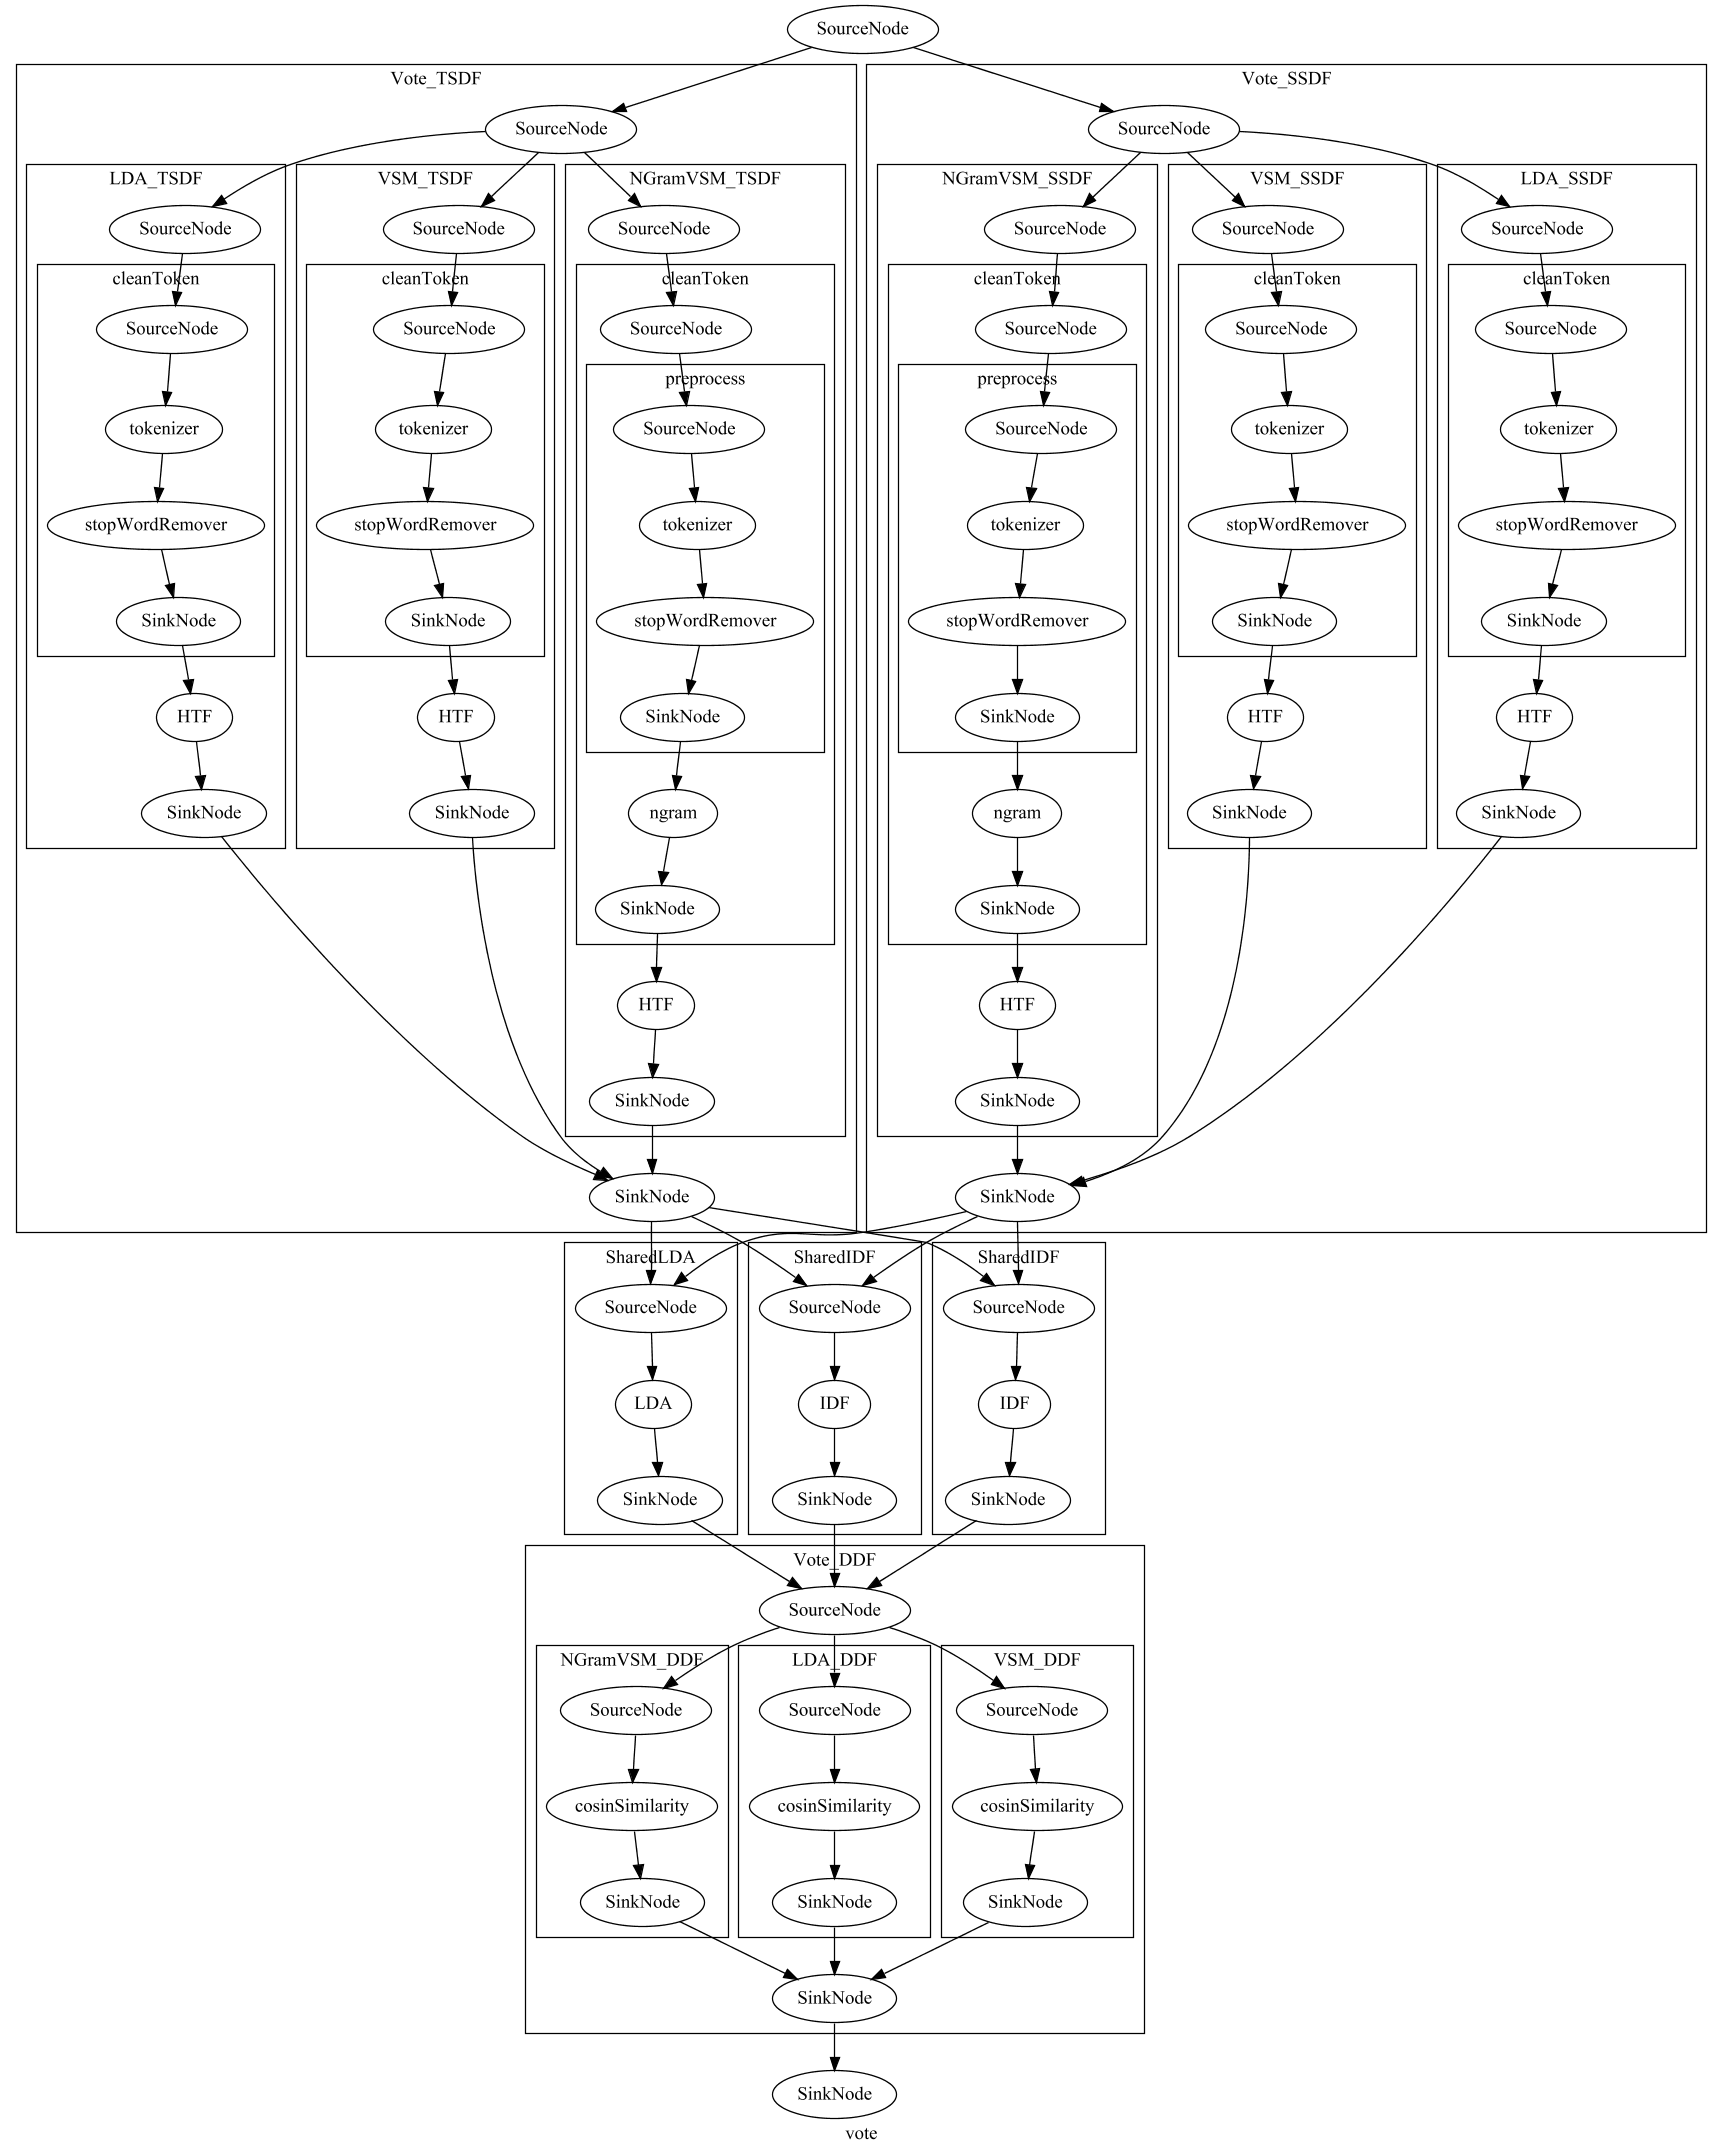 SourceNode
Vote_TSDF
Vote_SSDF
SourceNode
SourceNode
LDA_TSDF
VSM_TSDF
NGramVSM_TSDF
NGramVSM_SSDF
VSM_SSDF
LDA_SSDF
SourceNode
SourceNode
SourceNode
SourceNode
SourceNode
SourceNode
cleanToken
cleanToken
cleanToken
cleanToken
cleanToken
cleanToken
SourceNode
SourceNode
SourceNode
SourceNode
SourceNode
SourceNode
preprocess
preprocess
tokenizer
tokenizer
SourceNode
SourceNode
tokenizer
tokenizer
stopWordRemover
stopWordRemover
tokenizer
tokenizer
stopWordRemover
stopWordRemover
SinkNode
SinkNode
stopWordRemover
stopWordRemover
SinkNode
SinkNode
HTF
HTF
SinkNode
SinkNode
HTF
HTF
SinkNode
SinkNode
ngram
ngram
SinkNode
SinkNode
SinkNode
SinkNode
HTF
HTF
SinkNode
SinkNode
SinkNode
SinkNode
SharedLDA
SharedIDF
SharedIDF
SourceNode
SourceNode
SourceNode
LDA
IDF
IDF
SinkNode
SinkNode
SinkNode
Vote_DDF
SourceNode
NGramVSM_DDF
LDA_DDF
VSM_DDF
SourceNode
SourceNode
SourceNode
cosinSimilarity
cosinSimilarity
cosinSimilarity
SinkNode
SinkNode
SinkNode
SinkNode
SinkNode
vote